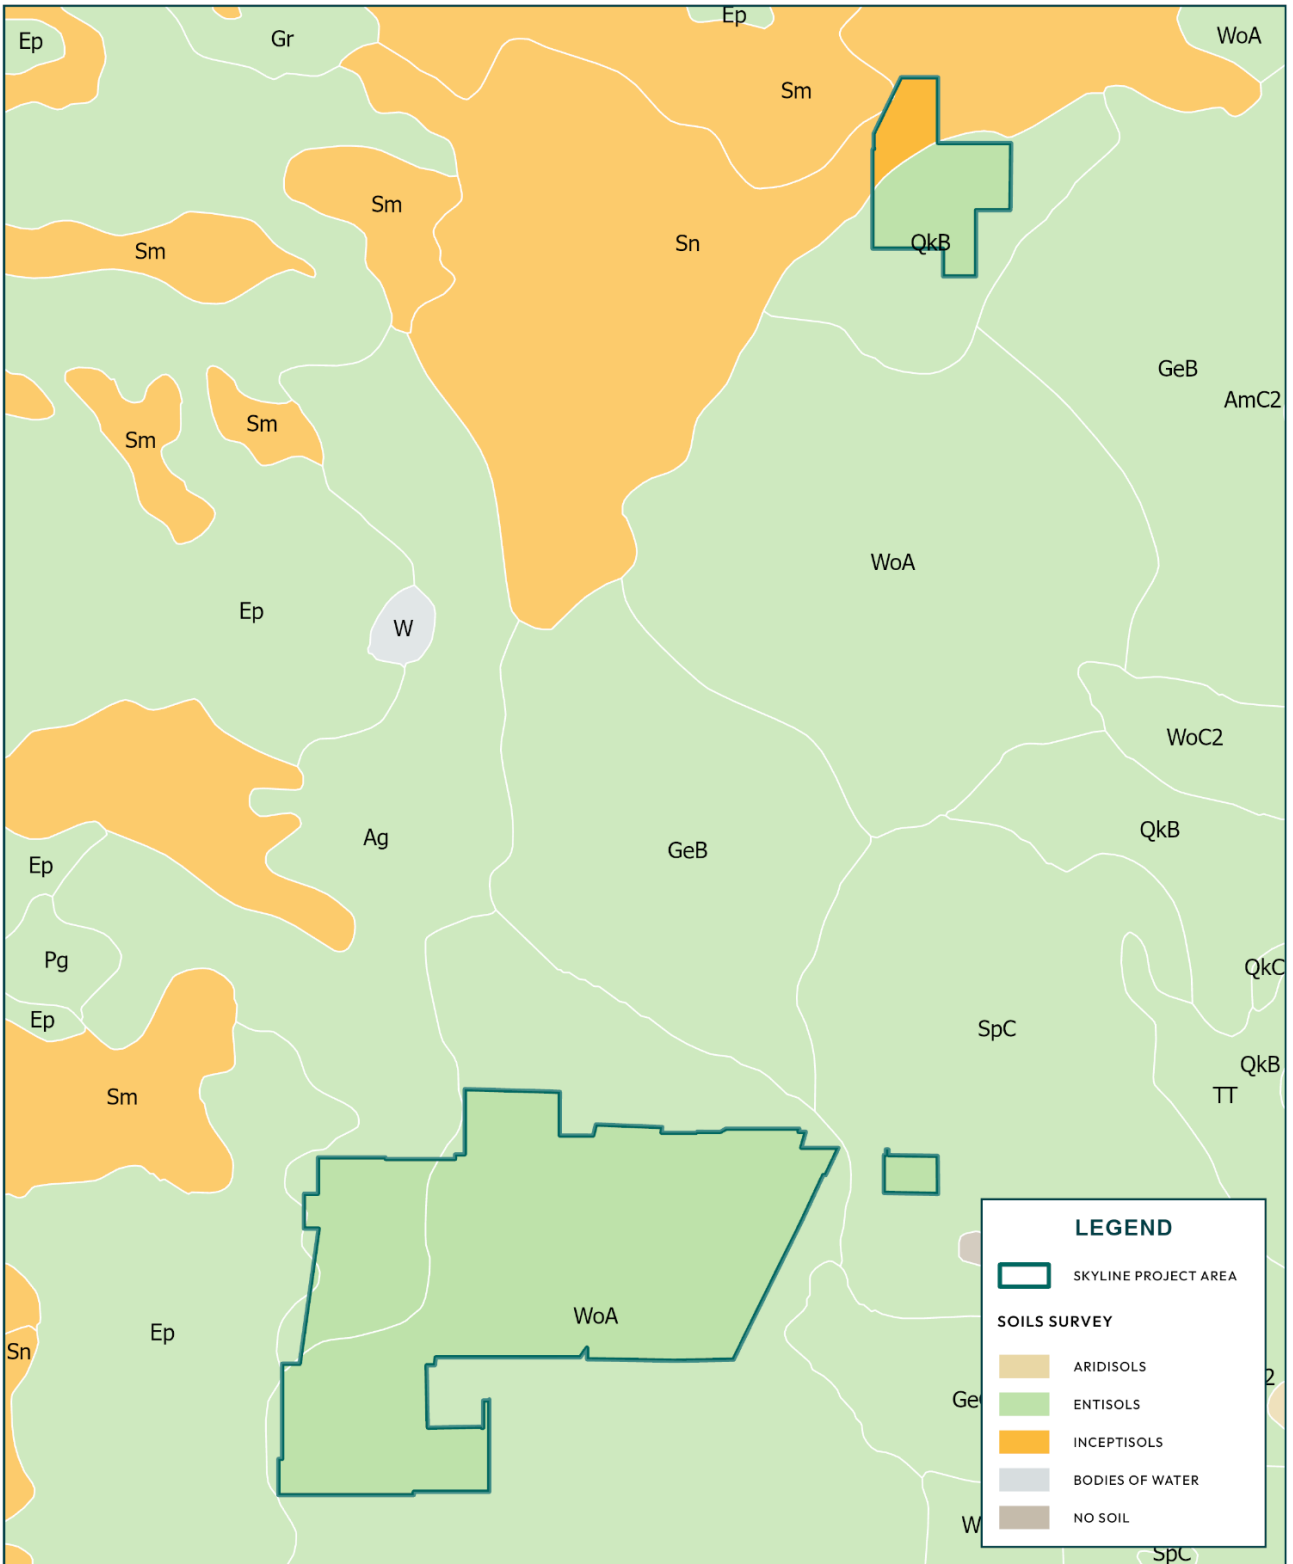 Ep
Gr
Ep
WoA
Sm
Sm
Sm
Sn
QkB
GeB
AmC2
Sm
Sm
WoA
Ep
W
WoC2
QkB
Ag
GeB
Ep
Pg
QkC
Ep
SpC
QkB
TT
Sm
WoA
Ep
Sn
LEGEND
SKYLINE PROJECT AREA
SOILS SURVEY
ARIDISOLS
ENTISOLS
INCEPTISOLS
BODIES OF WATER
NO SOIL
2
Ge
W
SpC